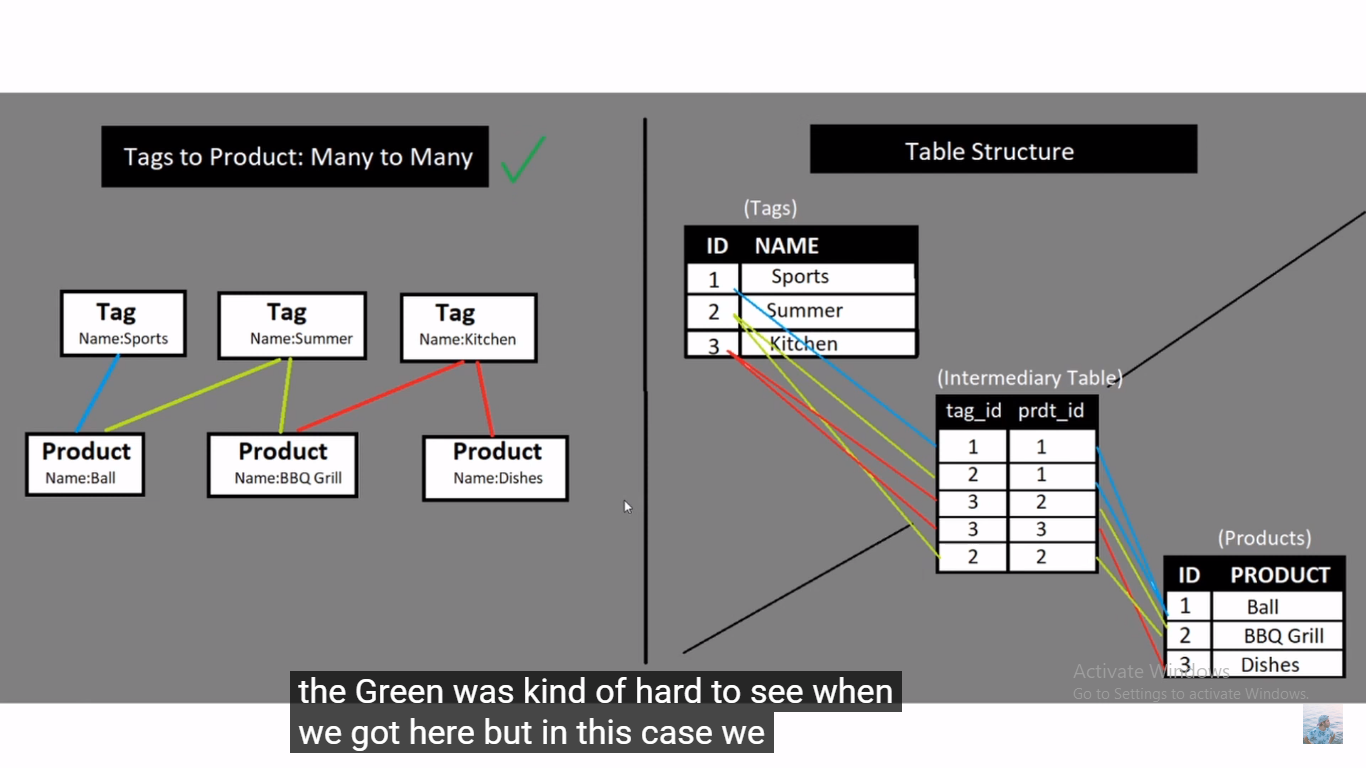 Tags to Product: Many to Many
Tag
Name:Sports
Tag
Name:Summer
Tag
Name:Kitchen
Product
Name:Ball
Product
Name:BBQ Grill
Product
Name:Dishes
Table Structure
(Tags)
ID NAME
1 Sports
2 Summer
3 Kitchen
(Intermediary Table)
tag_id prdt_id
1 1
2 1
3 2
3 3
2 2
(Products)
ID PRODUCT
1 Ball
2 BBQ Grill
3 Dishes
Activate Windows
Go to Settings to activate Windows.
the Green was kind of hard to see when
we got here but in this case we